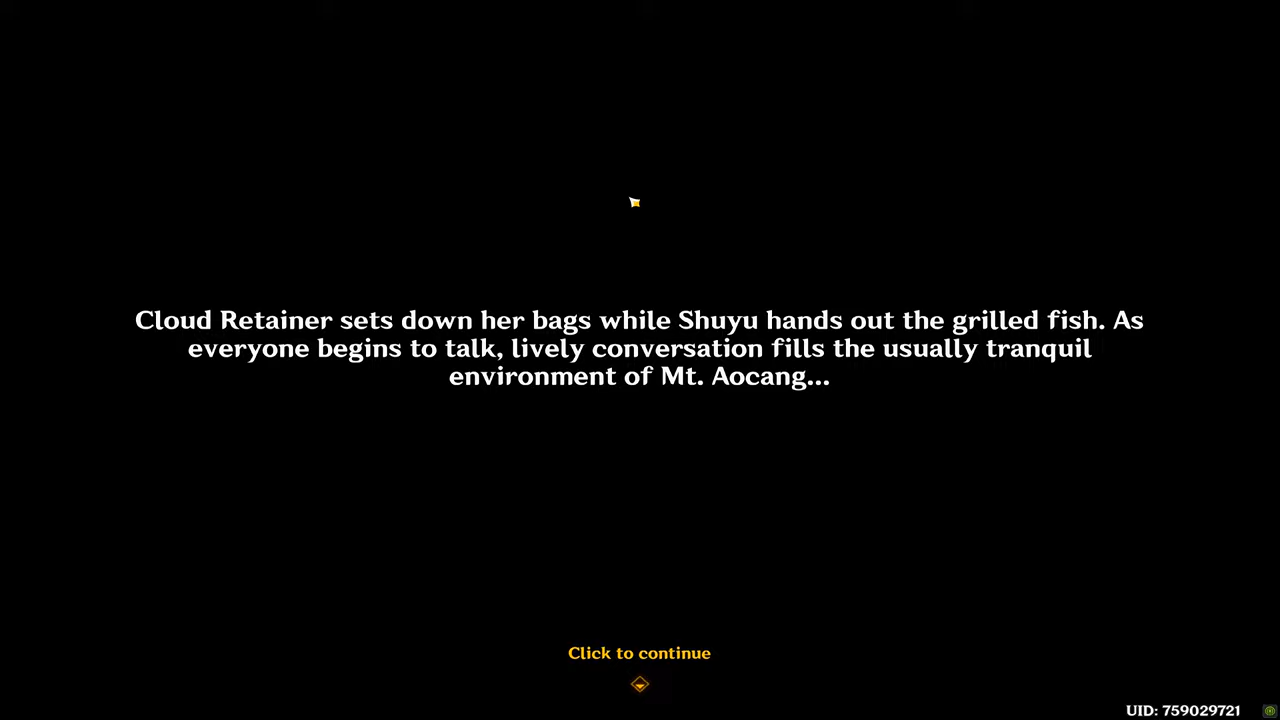 Cloud Retainer sets down her bags while Shuyu hands out the grilled fish. As
everyone begins to talk, lively conversation fills the usually tranquil
environment of Mt. Aocang...
Click to continue
UID: 759029721